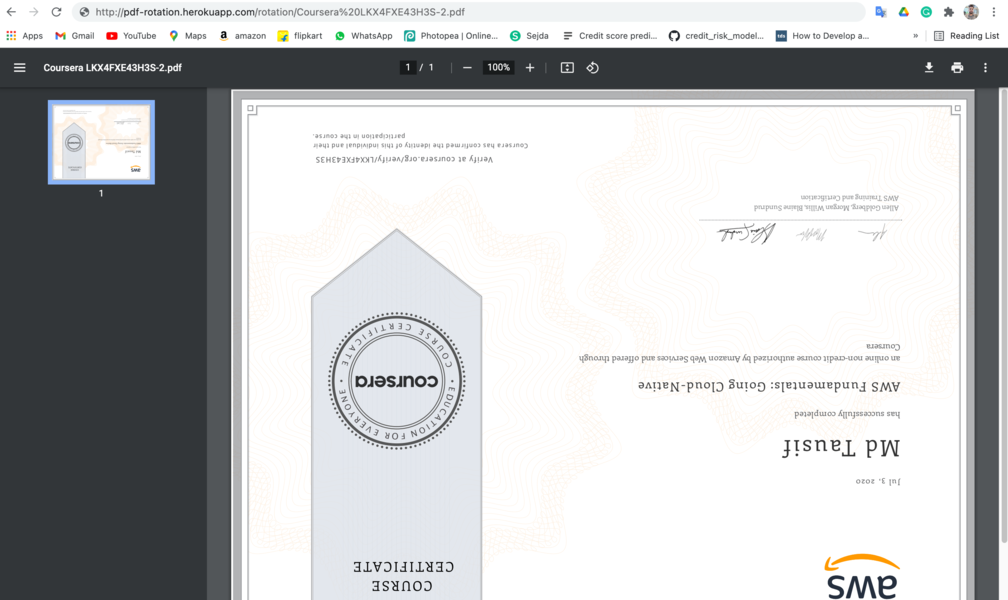 http://pdf-rotation.herokuapp.com/rotation/Coursera%20LKX4FXE43H3S-2.pdf
Apps Gmail YouTube Maps amazon flipkart WhatsApp Photopea | Online... Sejda Credit score predi... credit_risk_model... How to Develop a... » Reading List
Coursera LKX4FXE43H3S-2.pdf 1 / 1 — 100% +
1
aws
Jul 3, 2020
Md Tausif
has successfully completed
AWS Fundamentals: Going Cloud-Native
an online non-credit course authorized by Amazon Web Services and offered through
Coursera
Allen Goldberg, Morgan Willis, Blaine Sundrud
AWS Training and Certification
COURSE
CERTIFICATE
EDUCATION FOR EVERYONE • COURSE CERTIFICATE •
coursera
Verify at coursera.org/verify/LKX4FXE43H3S
Coursera has confirmed the identity of this individual and their
participation in the course.